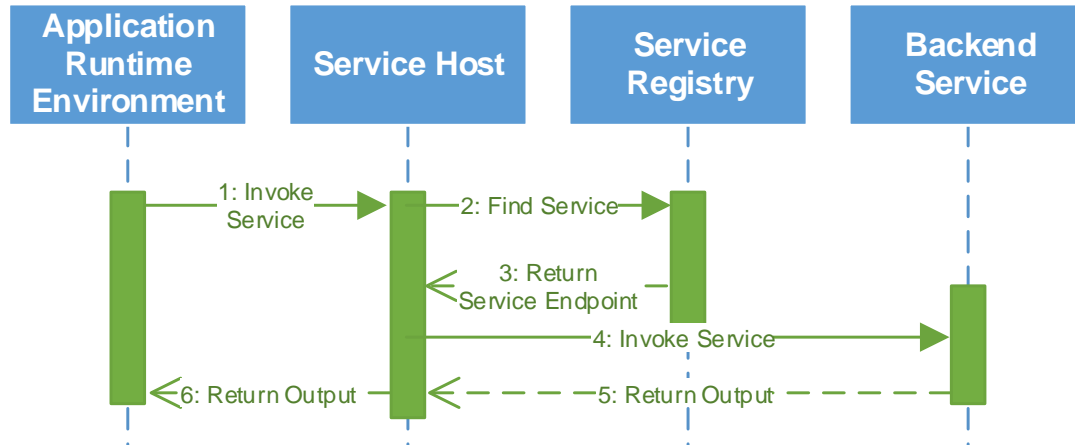 Application
Runtime
Environment
Service Host
Service
Registry
Backend
Service
1: Invoke
Service
2: Find Service
3: Return
Service Endpoint
4: Invoke Service
6: Return Output
5: Return Output